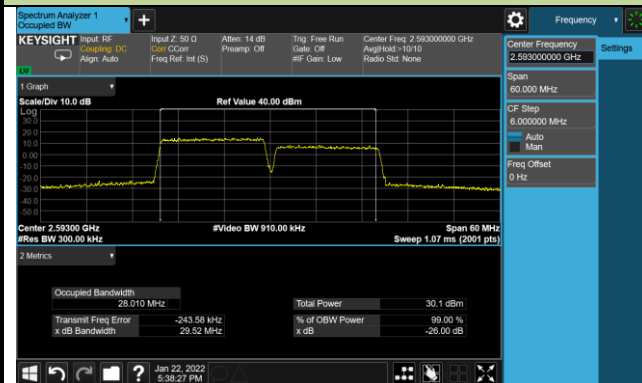 Spectrum Analyzer 1
Occupied BW
+
Frequency
KEYSIGHT
Input: RF
Coupling: DC
Align: Auto
Input Z: 50 Ω
Corr CCorr
Freq Ref: Int (S)
Atten: 14 dB
Preamp: Off
Trig: Free Run
Gate: Off
#IF Gain: Low
Center Freq: 2.593000000 GHz
Avg|Hold:>10/10
Radio Std: None
Center Frequency
2.593000000 GHz
Settings
Span
60.000 MHz
CF Step
6.000000 MHz
Auto
Man
Freq Offset
0 Hz
1 Graph
Scale/Div 10.0 dB
Ref Value 40.00 dBm
Log
30.0
20.0
10.0
0.00
-10.0
-20.0
-30.0
-40.0
-50.0
Center 2.59300 GHz
#Video BW 910.00 kHz
Span 60 MHz
#Res BW 300.00 kHz
Sweep 1.07 ms (2001 pts)
2 Metrics
Occupied Bandwidth
28.010 MHz
Total Power 30.1 dBm
Transmit Freq Error -243.58 kHz
% of OBW Power 99.00 %
x dB Bandwidth 29.52 MHz
x dB -26.00 dB
?
Jan 22, 2022
5:38:27 PM